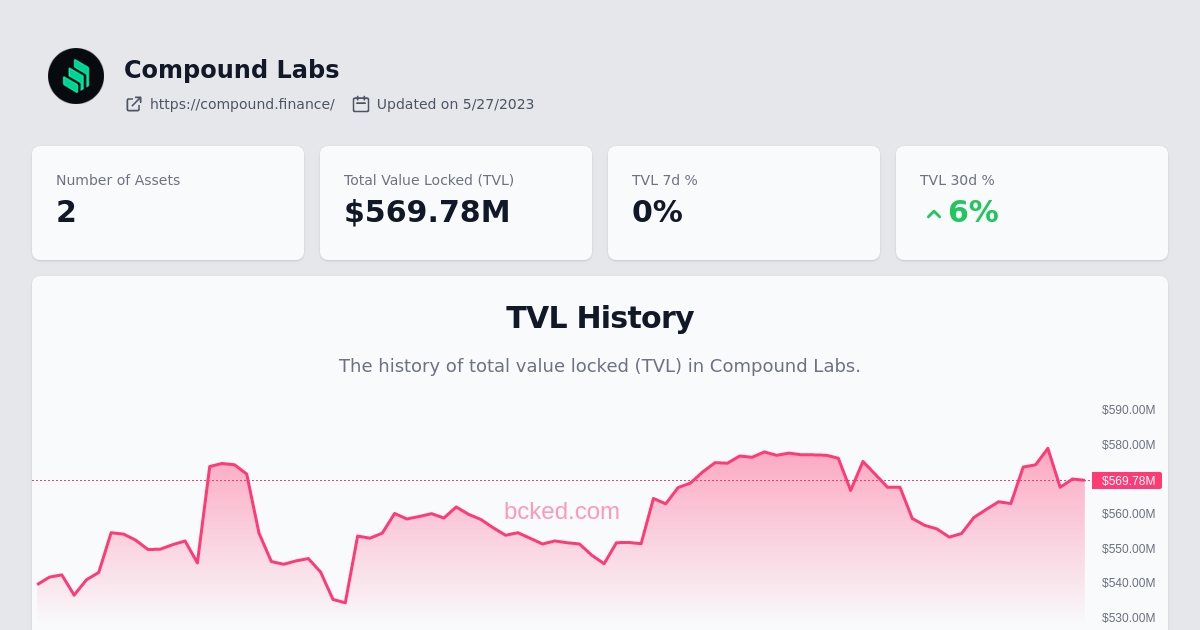 Compound Labs
https://compound.finance/ Updated on 5/27/2023
Number of Assets
2
Total Value Locked (TVL)
$569.78M
TVL 7d %
0%
TVL 30d %
6%
TVL History
The history of total value locked (TVL) in Compound Labs.
$590.00M
$580.00M
$569.78M
bcked.com
$560.00M
$550.00M
$540.00M
$530.00M